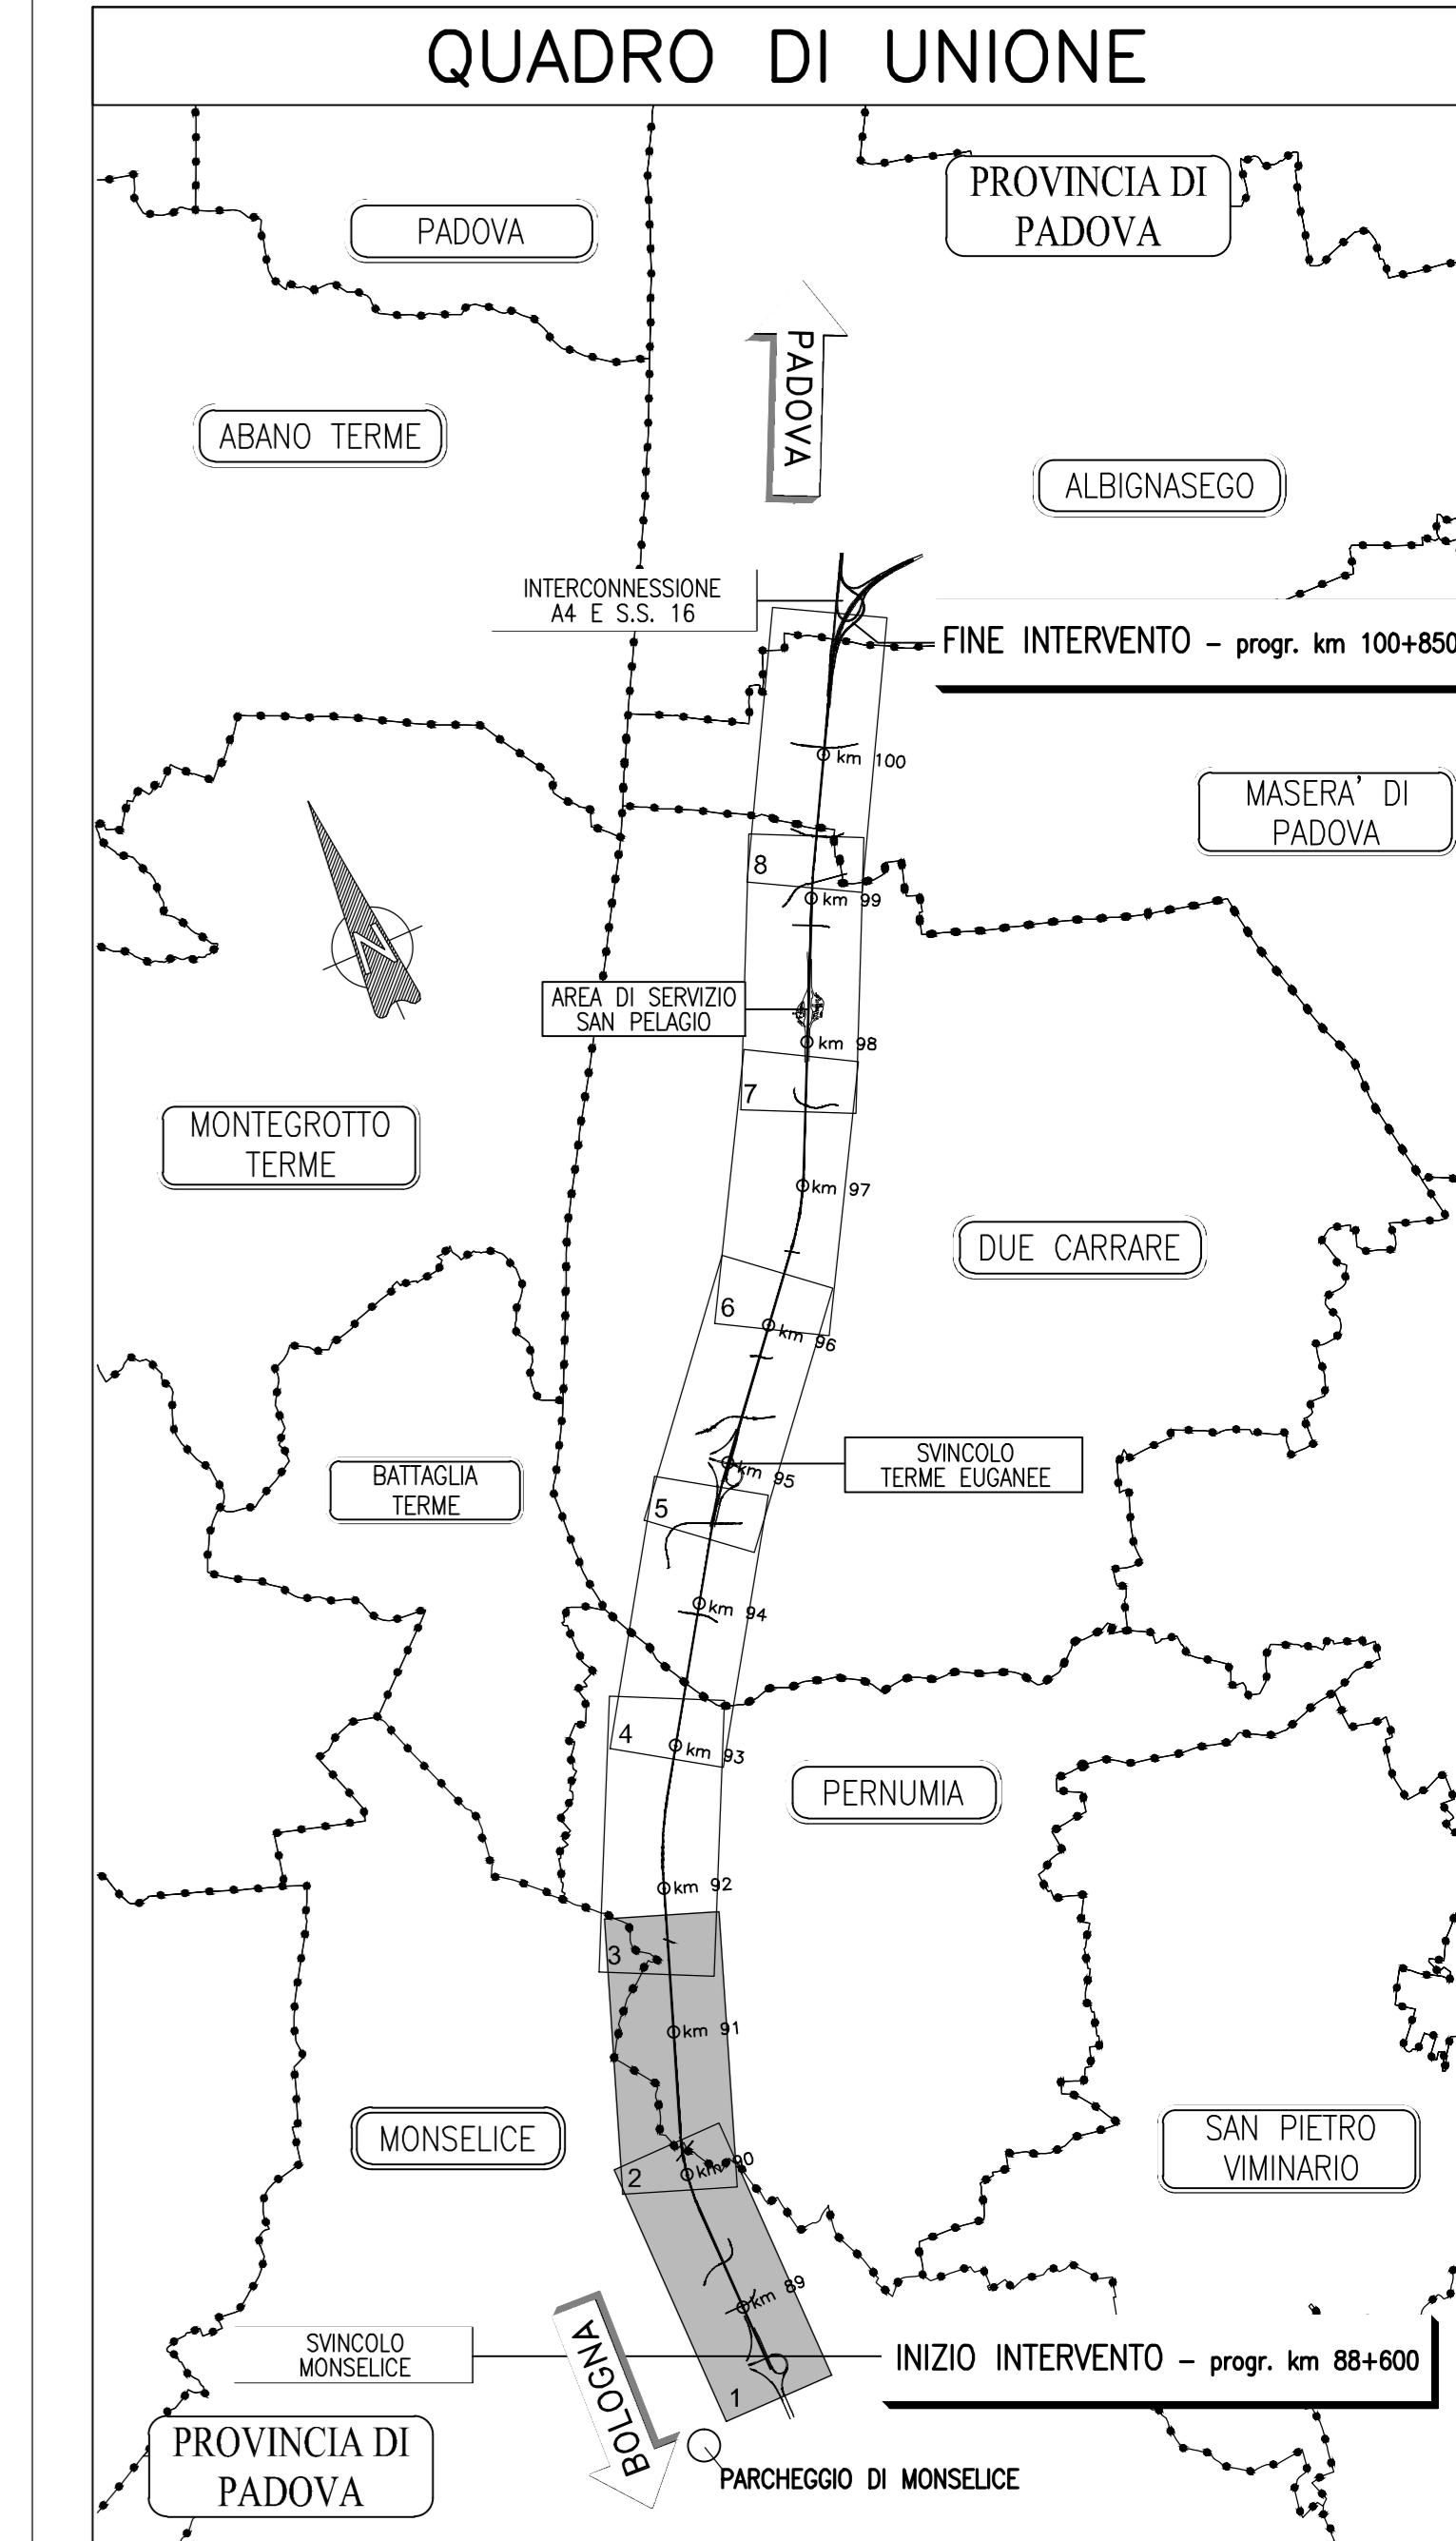 QUADRO DI UNIONE
PROVINCIA DI
PADOVA
PADOVA
PADOVA
ABANO TERME
ALBIGNASEGO
INTERCONNESSIONE
A4 E S.S. 16
FINE INTERVENTO – progr. km 100+850
km 100
MASERA' DI
PADOVA
8
km 99
N
AREA DI SERVIZIO
SAN PELAGIO
km 98
7
MONTEGROTTO
TERME
km 97
DUE CARRARE
6
km 96
SVINCOLO
TERME EUGANEE
km 95
BATTAGLIA
TERME
5
km 94
4
km 93
PERNUMIA
km 92
3
km 91
MONSELICE
SAN PIETRO
VIMINARIO
km 90
2
km 89
SVINCOLO
MONSELICE
BOLOGNA
INIZIO INTERVENTO – progr. km 88+600
1
PROVINCIA DI
PADOVA
PARCHEGGIO DI MONSELICE